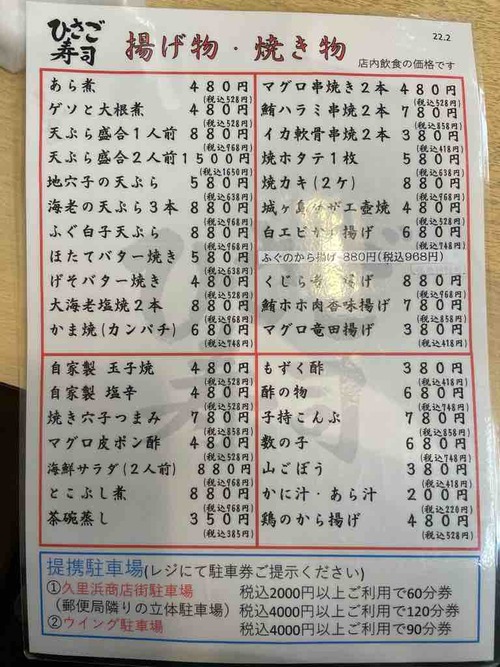 ひさご
寿司
揚げ物・焼き物
22.2
店内飲食の価格です
あら煮 480円
(税込528円)
ゲソと大根煮 480円
(税込528円)
天ぷら盛合1人前 880円
(税込968円)
天ぷら盛合2人前 1500円
(税込1650円)
地穴子の天ぷら 580円
(税込638円)
海老の天ぷら3本 880円
(税込968円)
ふぐ白子天ぷら 880円
(税込968円)
ほたてバター焼き 580円
(税込638円)
げそバター焼き 480円
(税込528円)
大海老塩焼2本 880円
(税込968円)
かま焼(カンパチ) 680円
(税込748円)
マグロ串焼き2本 480円
(税込528円)
鮪ハラミ串焼2本 780円
(税込858円)
イカ軟骨串焼2本 380円
(税込418円)
焼ホタテ1枚 580円
(税込638円)
焼カキ(2ケ) 880円
(税込968円)
城ヶ島 工壺焼 480円
(税込528円)
白エビから揚げ 680円
(税込748円)
ふぐのから揚げ 880円(税込968円)
くじら 揚げ 880円
(税込968円)
鮪ホホ肉香味揚げ 780円
(税込858円)
マグロ竜田揚げ 380円
(税込418円)
自家製 玉子焼 480円
(税込528円)
自家製 塩辛 480円
(税込528円)
焼き穴子つまみ 780円
(税込858円)
マグロ皮ポン酢 480円
(税込528円)
海鮮サラダ(2人前) 880円
(税込968円)
とこぶし煮 880円
(税込968円)
茶碗蒸し 350円
(税込385円)
もずく酢 380円
(税込418円)
酢の物 680円
(税込748円)
子持こんぶ 780円
(税込858円)
数の子 680円
(税込748円)
山ごぼう 380円
(税込418円)
かに汁・あら汁 200円
(税込220円)
鶏のから揚げ 480円
(税込528円)
提携駐車場(レジにて駐車券ご提示ください)
①久里浜商店街駐車場 税込2000円以上ご利用で60分券
(郵便局隣りの立体駐車場) 税込4000円以上ご利用で120分券
②ウイング駐車場 税込4000円以上ご利用で90分券